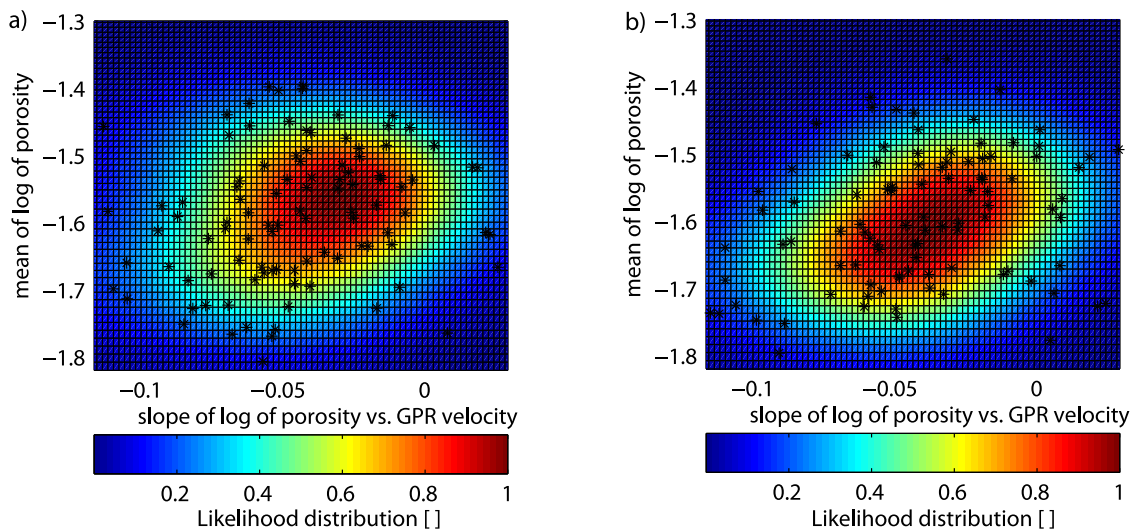 a)
mean of log of porosity
−1.3
−1.4
−1.5
−1.6
−1.7
−1.8
−0.1 −0.05 0
slope of log of porosity vs. GPR velocity
0.2 0.4 0.6 0.8 1
Likelihood distribution [ ]
b)
mean of log of porosity
−1.3
−1.4
−1.5
−1.6
−1.7
−1.8
−0.1 −0.05 0
slope of log of porosity vs. GPR velocity
0.2 0.4 0.6 0.8 1
Likelihood distribution [ ]